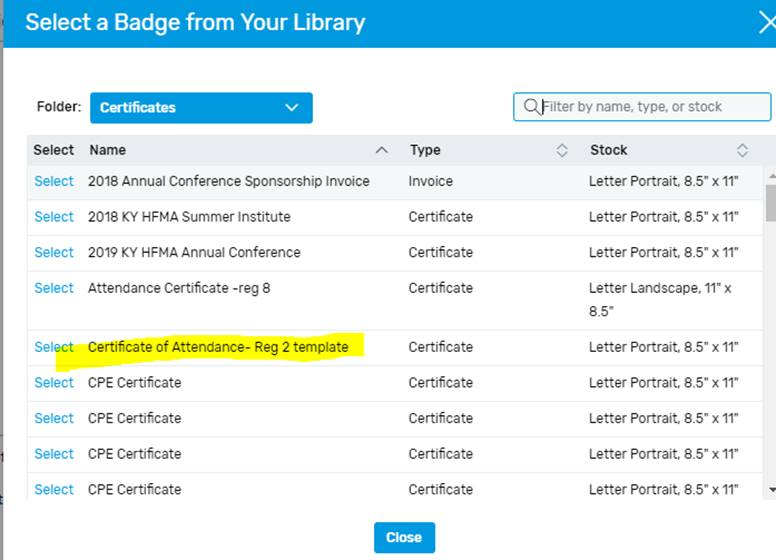 Select a Badge from Your Library
Folder: Certificates Filter by name, type, or stock
Select Name Type Stock
Select 2018 Annual Conference Sponsorship Invoice Invoice Letter Portrait, 8.5" x 11"
Select 2018 KY HFMA Summer Institute Certificate Letter Portrait, 8.5" x 11"
Select 2019 KY HFMA Annual Conference Certificate Letter Portrait, 8.5" x 11"
Select Attendance Certificate -reg 8 Certificate Letter Landscape, 11" x
8.5"
Select Certificate of Attendance- Reg 2 template Certificate Letter Portrait, 8.5" x 11"
Select CPE Certificate Certificate Letter Portrait, 8.5" x 11"
Select CPE Certificate Certificate Letter Portrait, 8.5" x 11"
Select CPE Certificate Certificate Letter Portrait, 8.5" x 11"
Select CPE Certificate Certificate Letter Portrait, 8.5" x 11"
Close